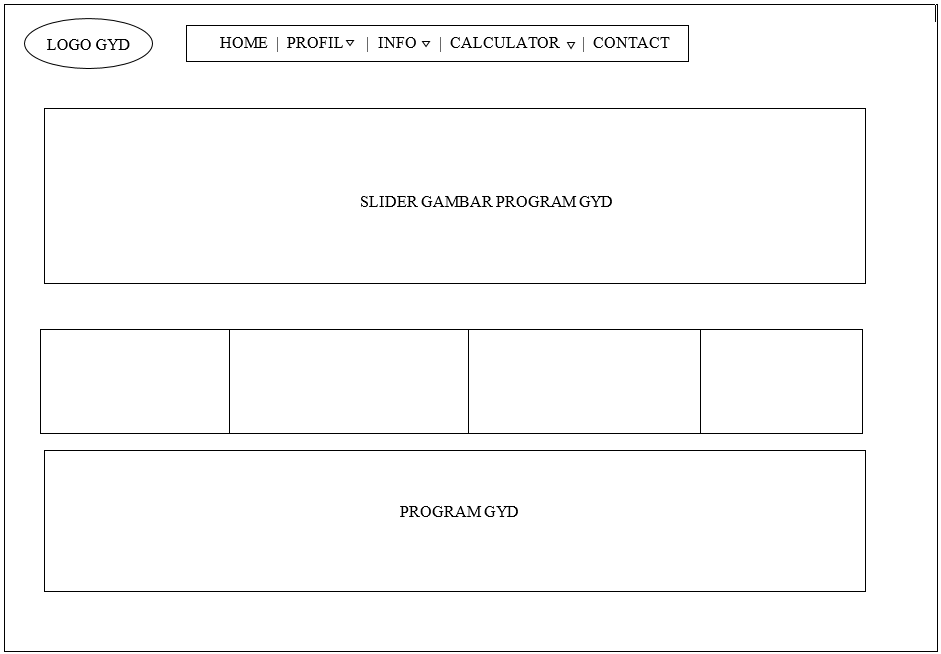 LOGO GYD
HOME | PROFIL | INFO | CALCULATOR | CONTACT
SLIDER GAMBAR PROGRAM GYD
PROGRAM GYD